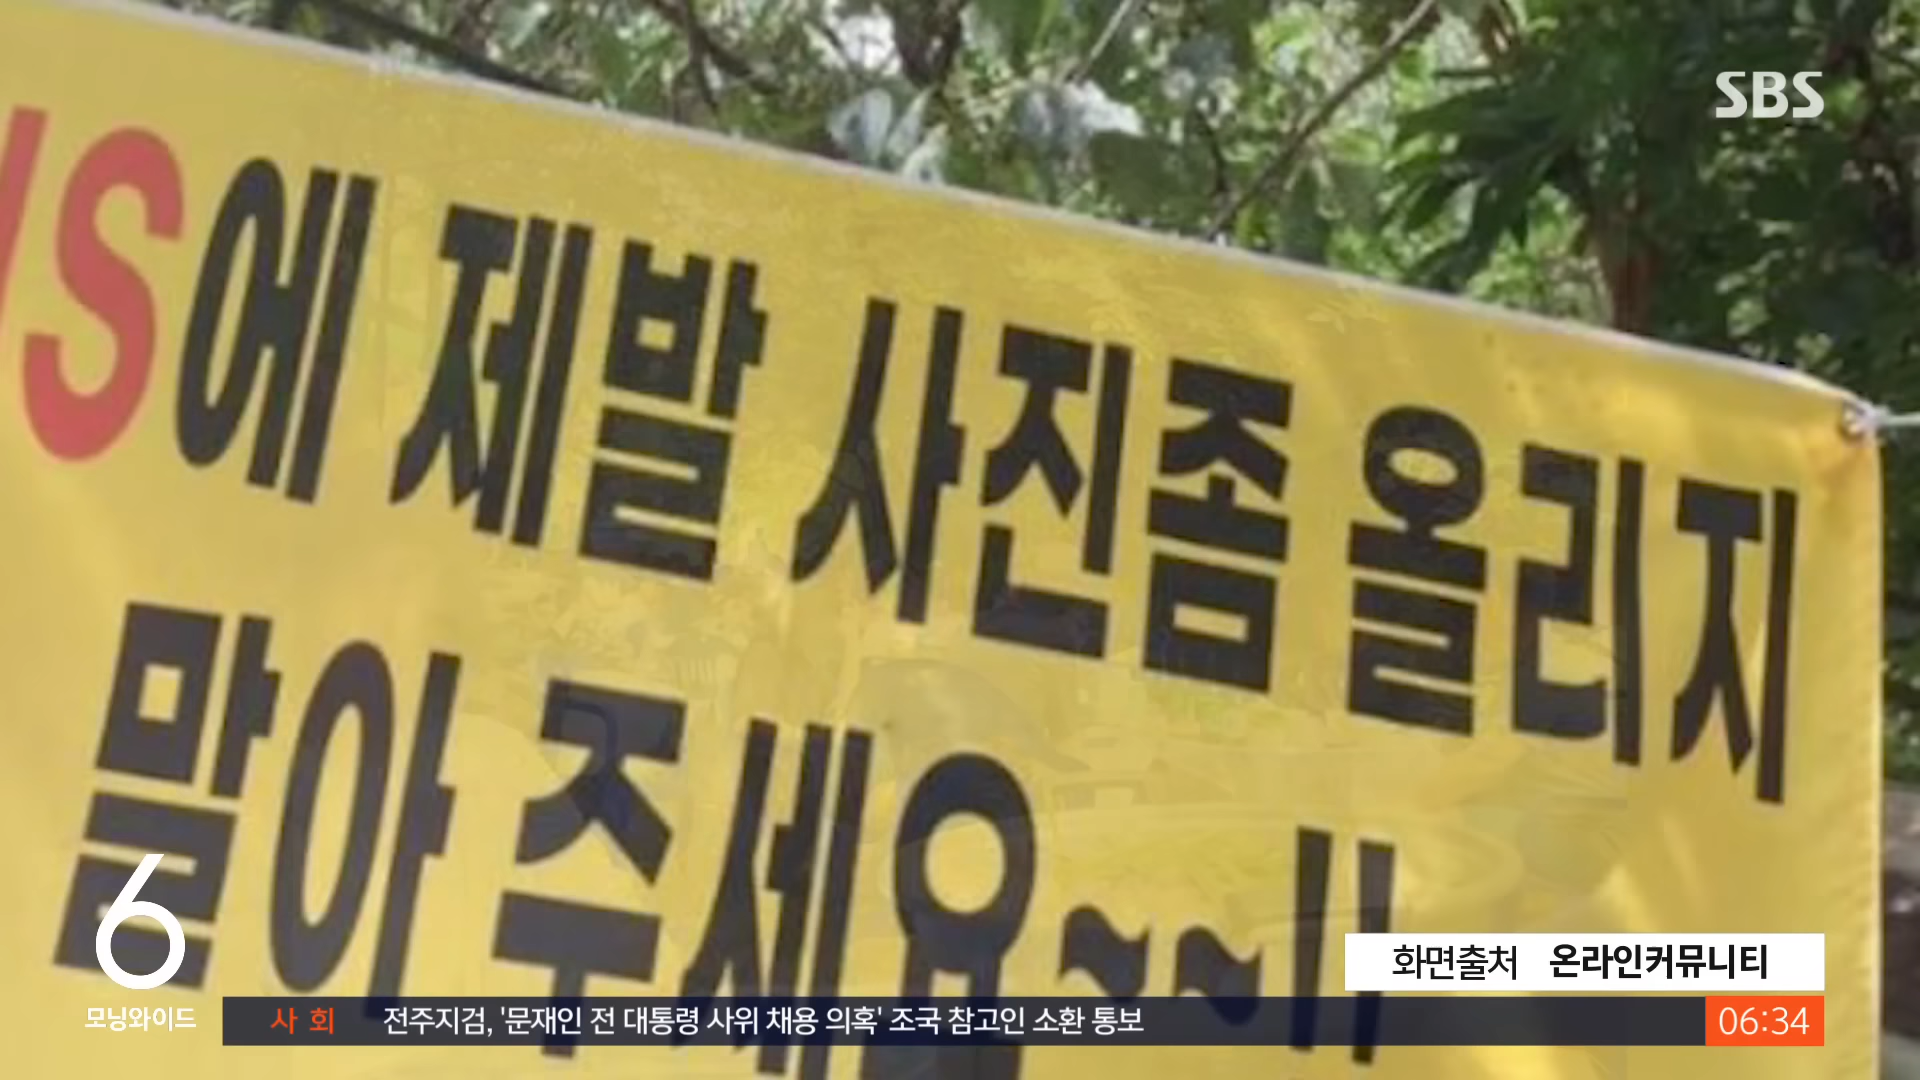 SBS
NS에 제발 사진좀 올리지
말아 주세요~~!!
화면출처 온라인커뮤니티
6
모닝와이드
사회 전주지검, '문재인 전 대통령 사위 채용 의혹' 조국 참고인 소환 통보
06:34